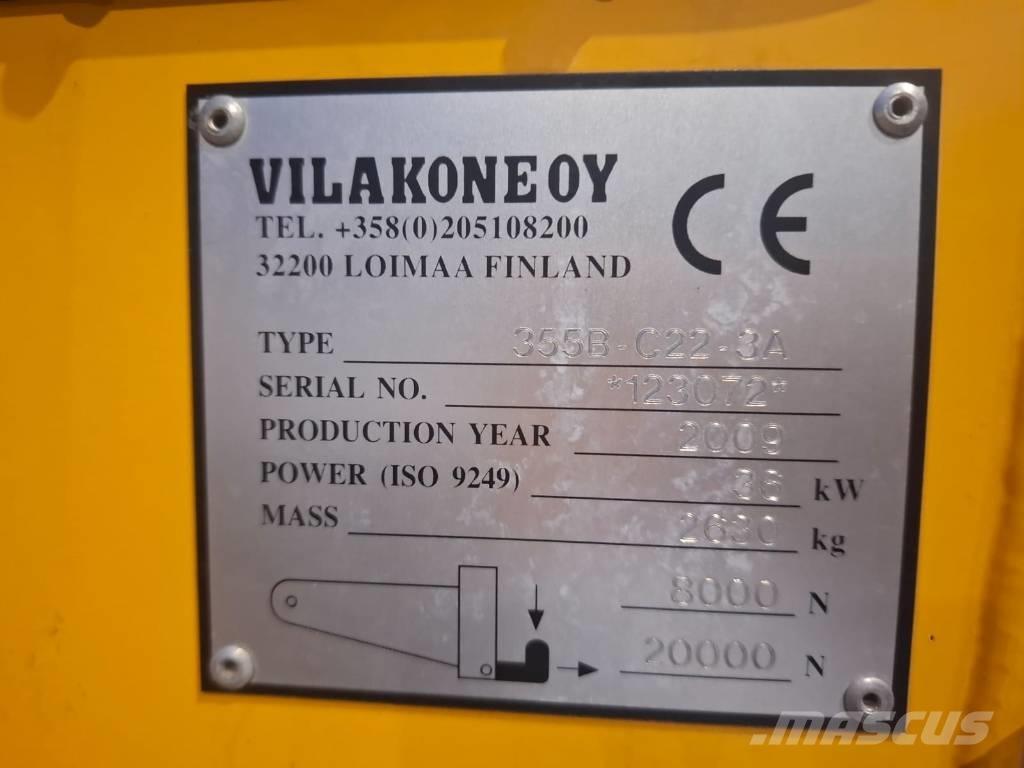 VILAKONE OY
TEL. +358(0)205108200
32200 LOIMAA FINLAND
CE
TYPE 355B-C22-3A
SERIAL NO. *123072*
PRODUCTION YEAR 2009
POWER (ISO 9249) 36 kW
MASS 2630 kg
8000 N
20000 N
MASCUS